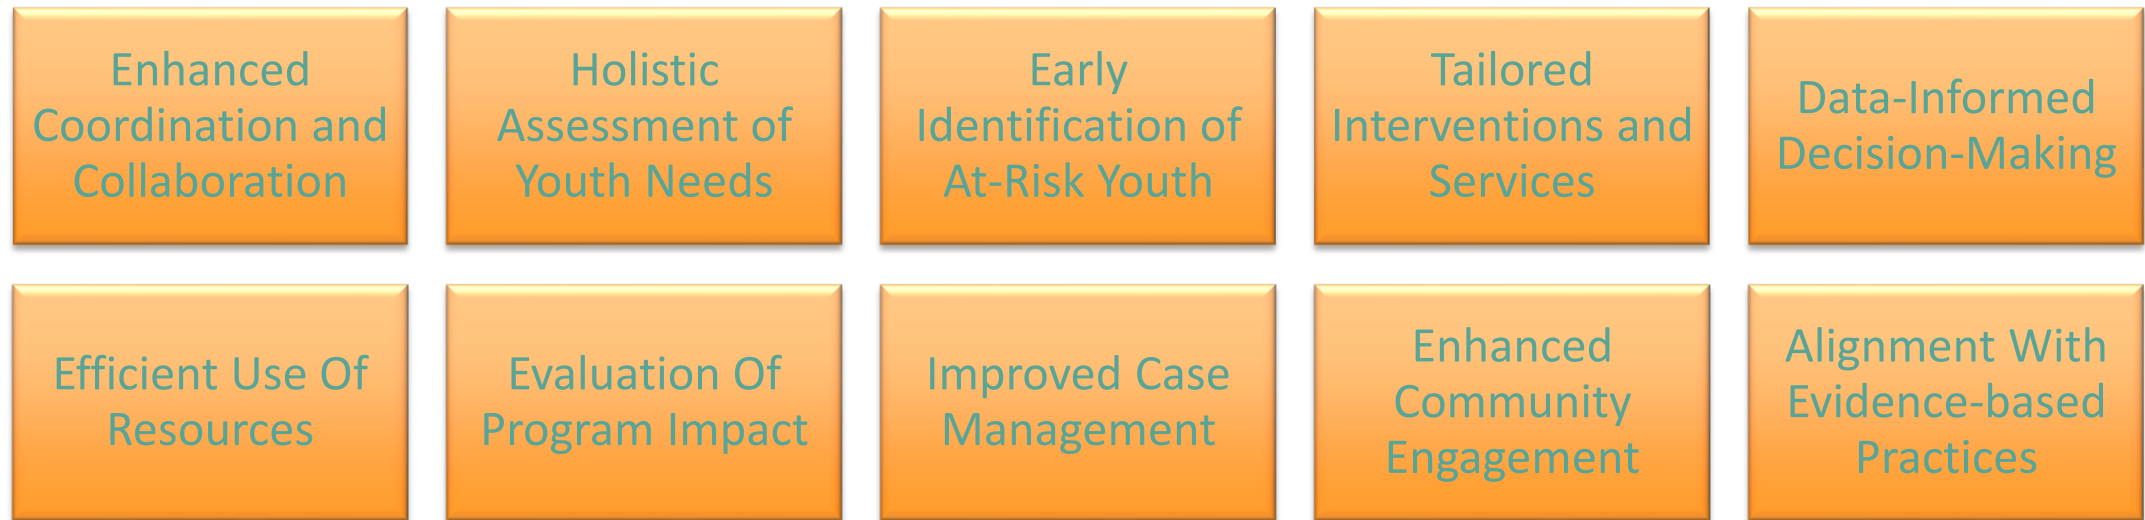 Enhanced
Coordination and
Collaboration
Holistic
Assessment of
Youth Needs
Early
Identification of
At-Risk Youth
Tailored
Interventions and
Services
Data-Informed
Decision-Making
Efficient Use Of
Resources
Evaluation Of
Program Impact
Improved Case
Management
Enhanced
Community
Engagement
Alignment With
Evidence-based
Practices